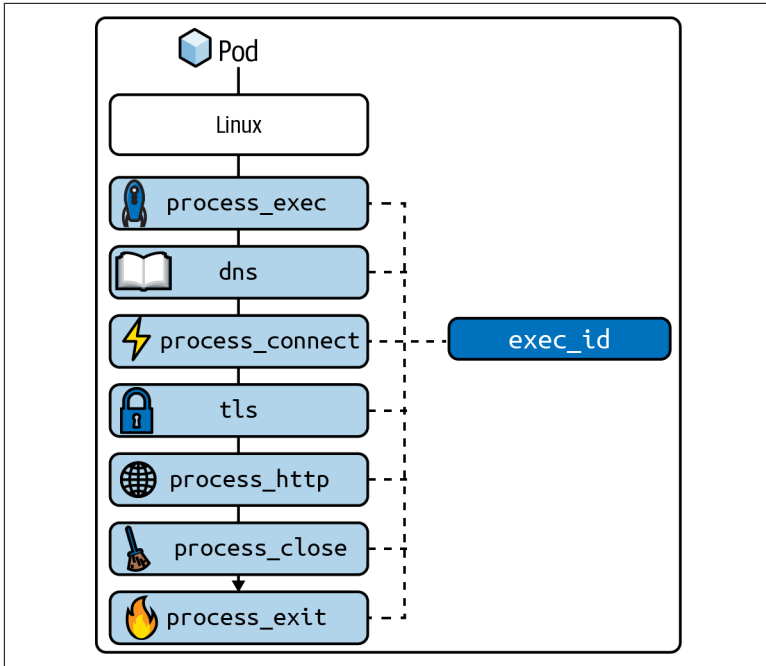 Pod
Linux
process_exec
dns
process_connect
exec_id
tls
process_http
process_close
process_exit